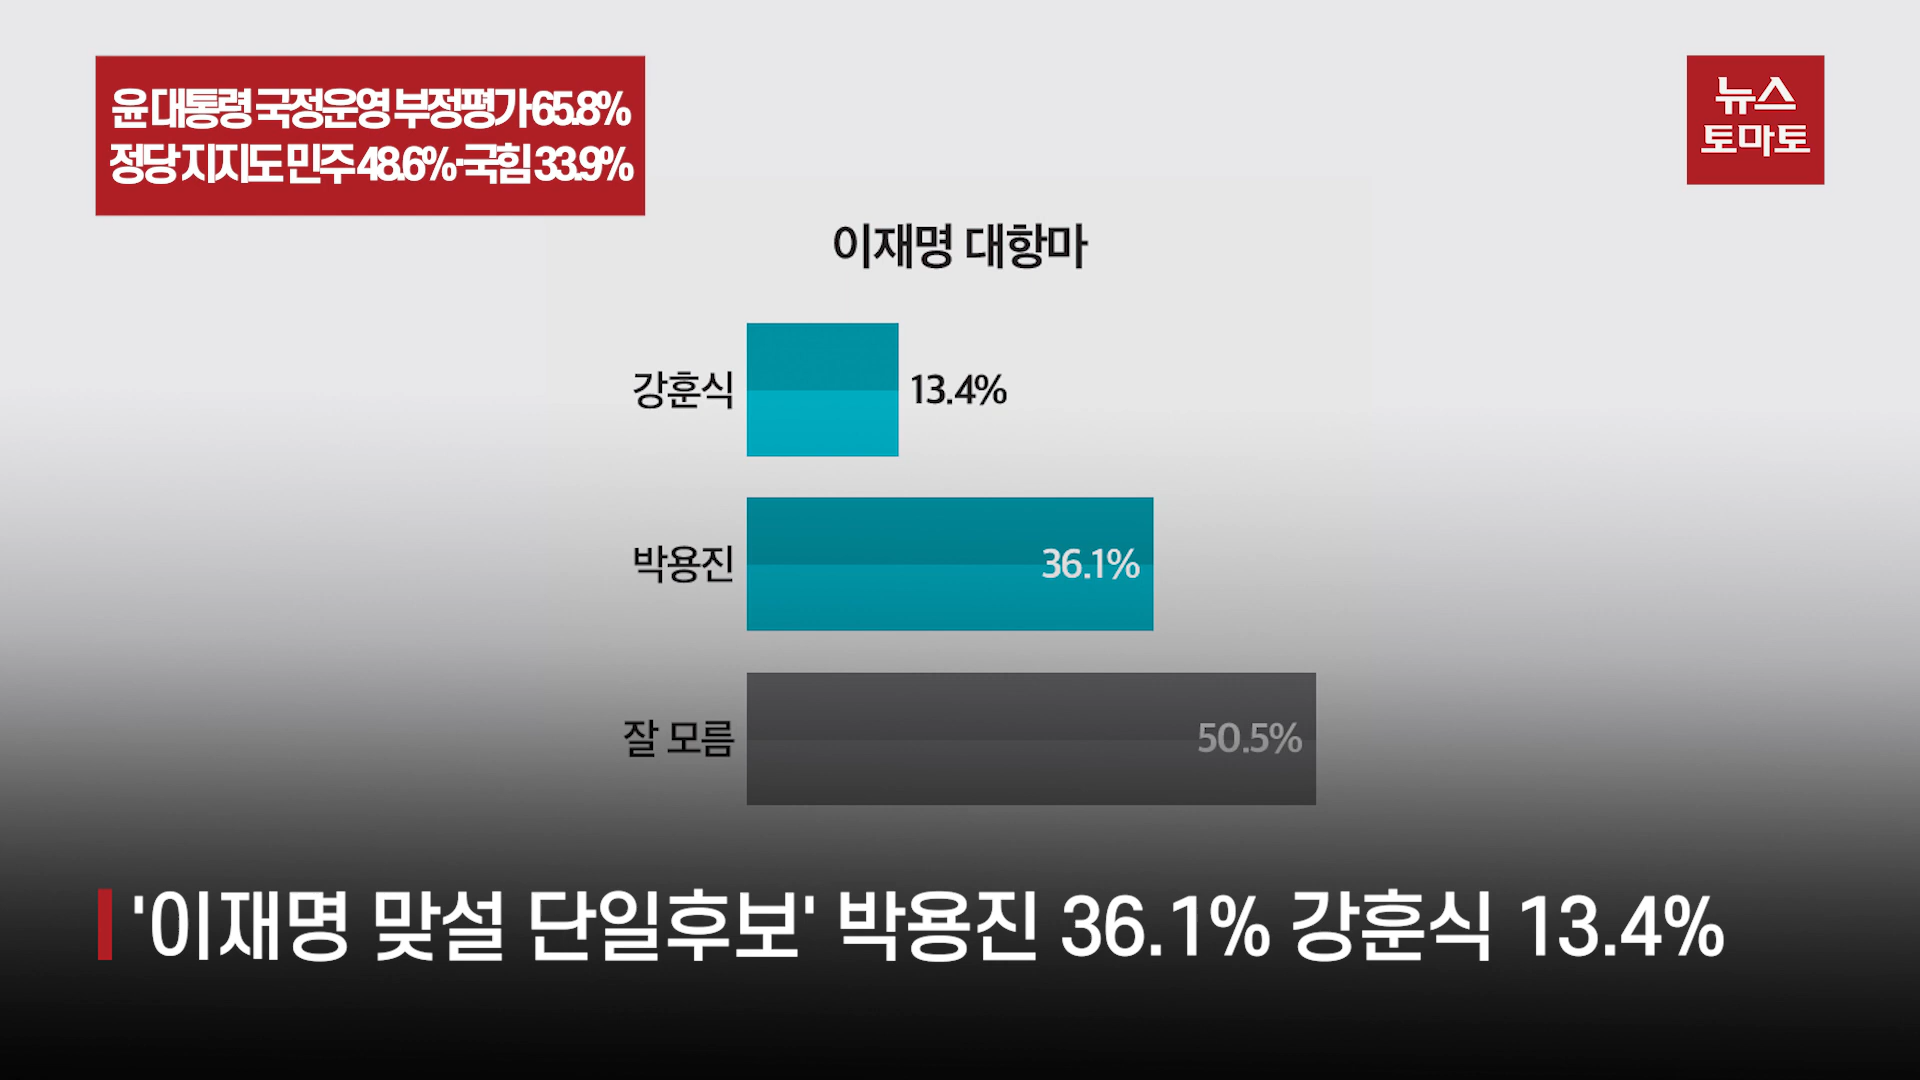 윤 대통령 국정운영 부정평가 65.8%
정당 지지도 민주 48.6%·국힘 33.9%
뉴스
토마토
이재명 대항마
강훈식 13.4%
박용진 36.1%
잘 모름 50.5%
'이재명 맞설 단일후보' 박용진 36.1% 강훈식 13.4%